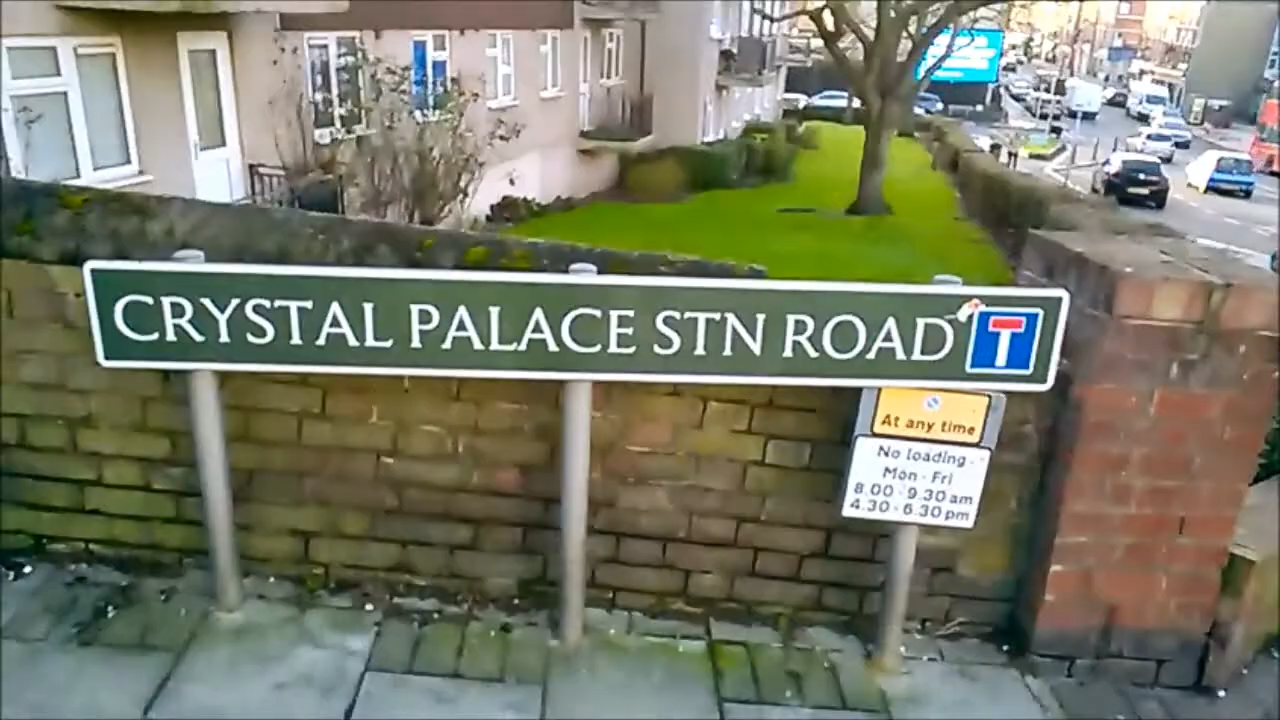 CRYSTAL PALACE STN ROAD
At any time
No loading
Mon - Fri
8.00 - 9.30 am
4.30 - 6.30 pm